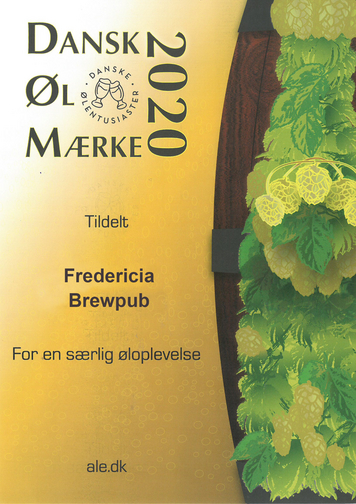 DANSK
ØL
MÆRKE
2020
· DANSKE ·
ØLENTUSIASTER
Tildelt
Fredericia
Brewpub
For en særlig øloplevelse
ale.dk